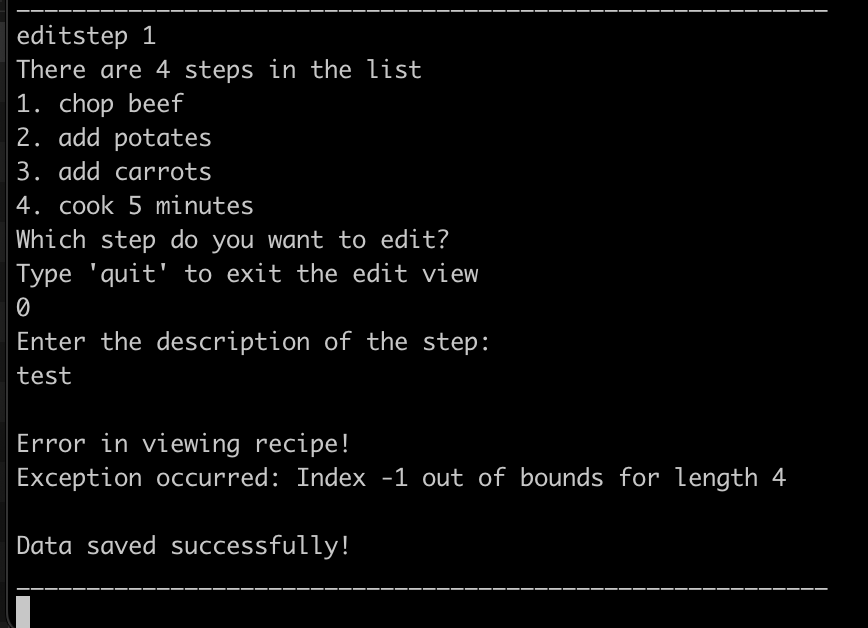 ____________________________________________________________
editstep 1
There are 4 steps in the list
1. chop beef
2. add potates
3. add carrots
4. cook 5 minutes
Which step do you want to edit?
Type 'quit' to exit the edit view
0
Enter the description of the step:
test
Error in viewing recipe!
Exception occurred: Index -1 out of bounds for length 4
Data saved successfully!
____________________________________________________________